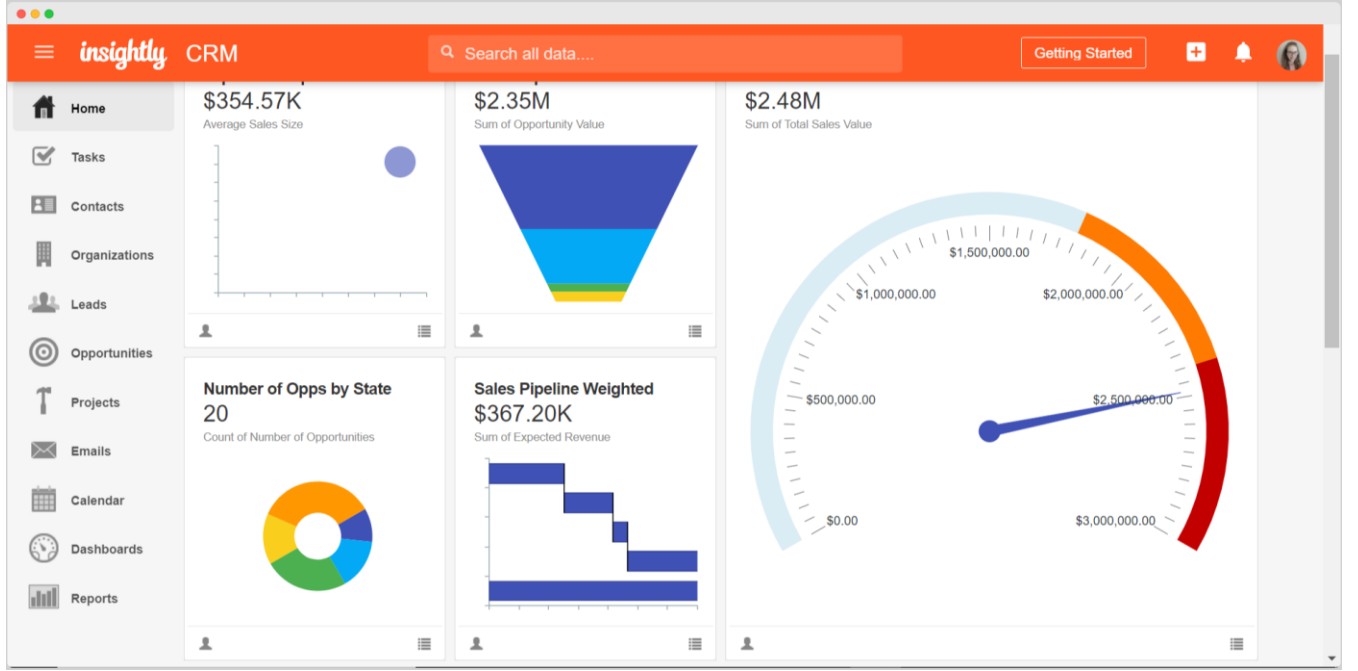 insightly CRM
Search all data....
Getting Started
Home
Tasks
Contacts
Organizations
Leads
Opportunities
Projects
Emails
Calendar
Dashboards
Reports
$354.57K
Average Sales Size
$2.35M
Sum of Opportunity Value
$2.48M
Sum of Total Sales Value
$0.00
$500,000.00
$1,000,000.00
$1,500,000.00
$2,000,000.00
$2,500,000.00
$3,000,000.00
Number of Opps by State
20
Count of Number of Opportunities
Sales Pipeline Weighted
$367.20K
Sum of Expected Revenue